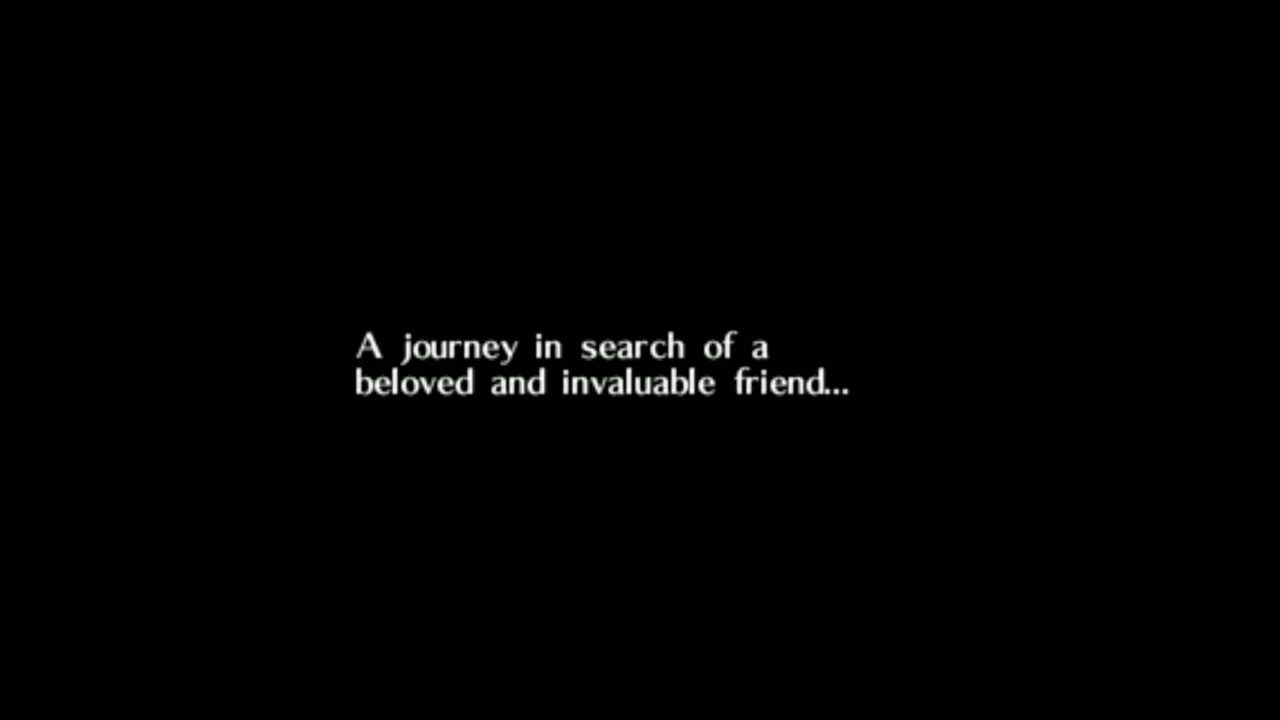 A journey in search of a
beloved and invaluable friend...